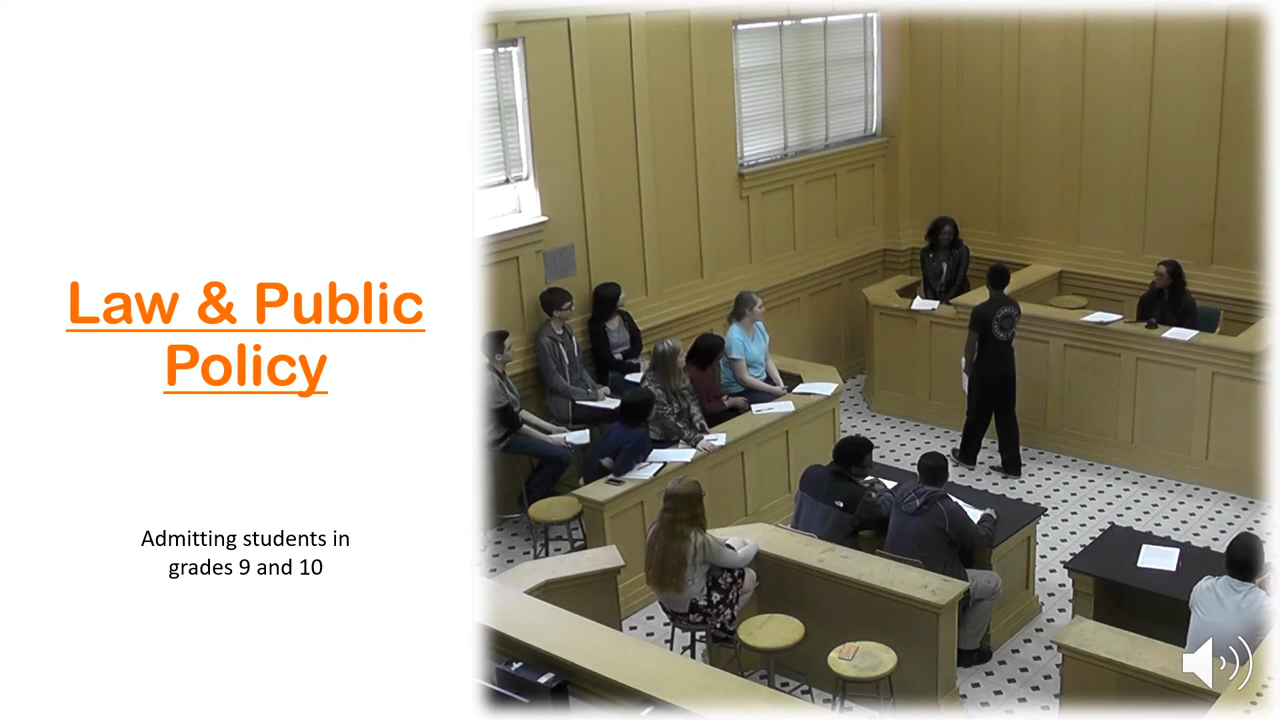 Law & Public
Policy
Admitting students in
grades 9 and 10